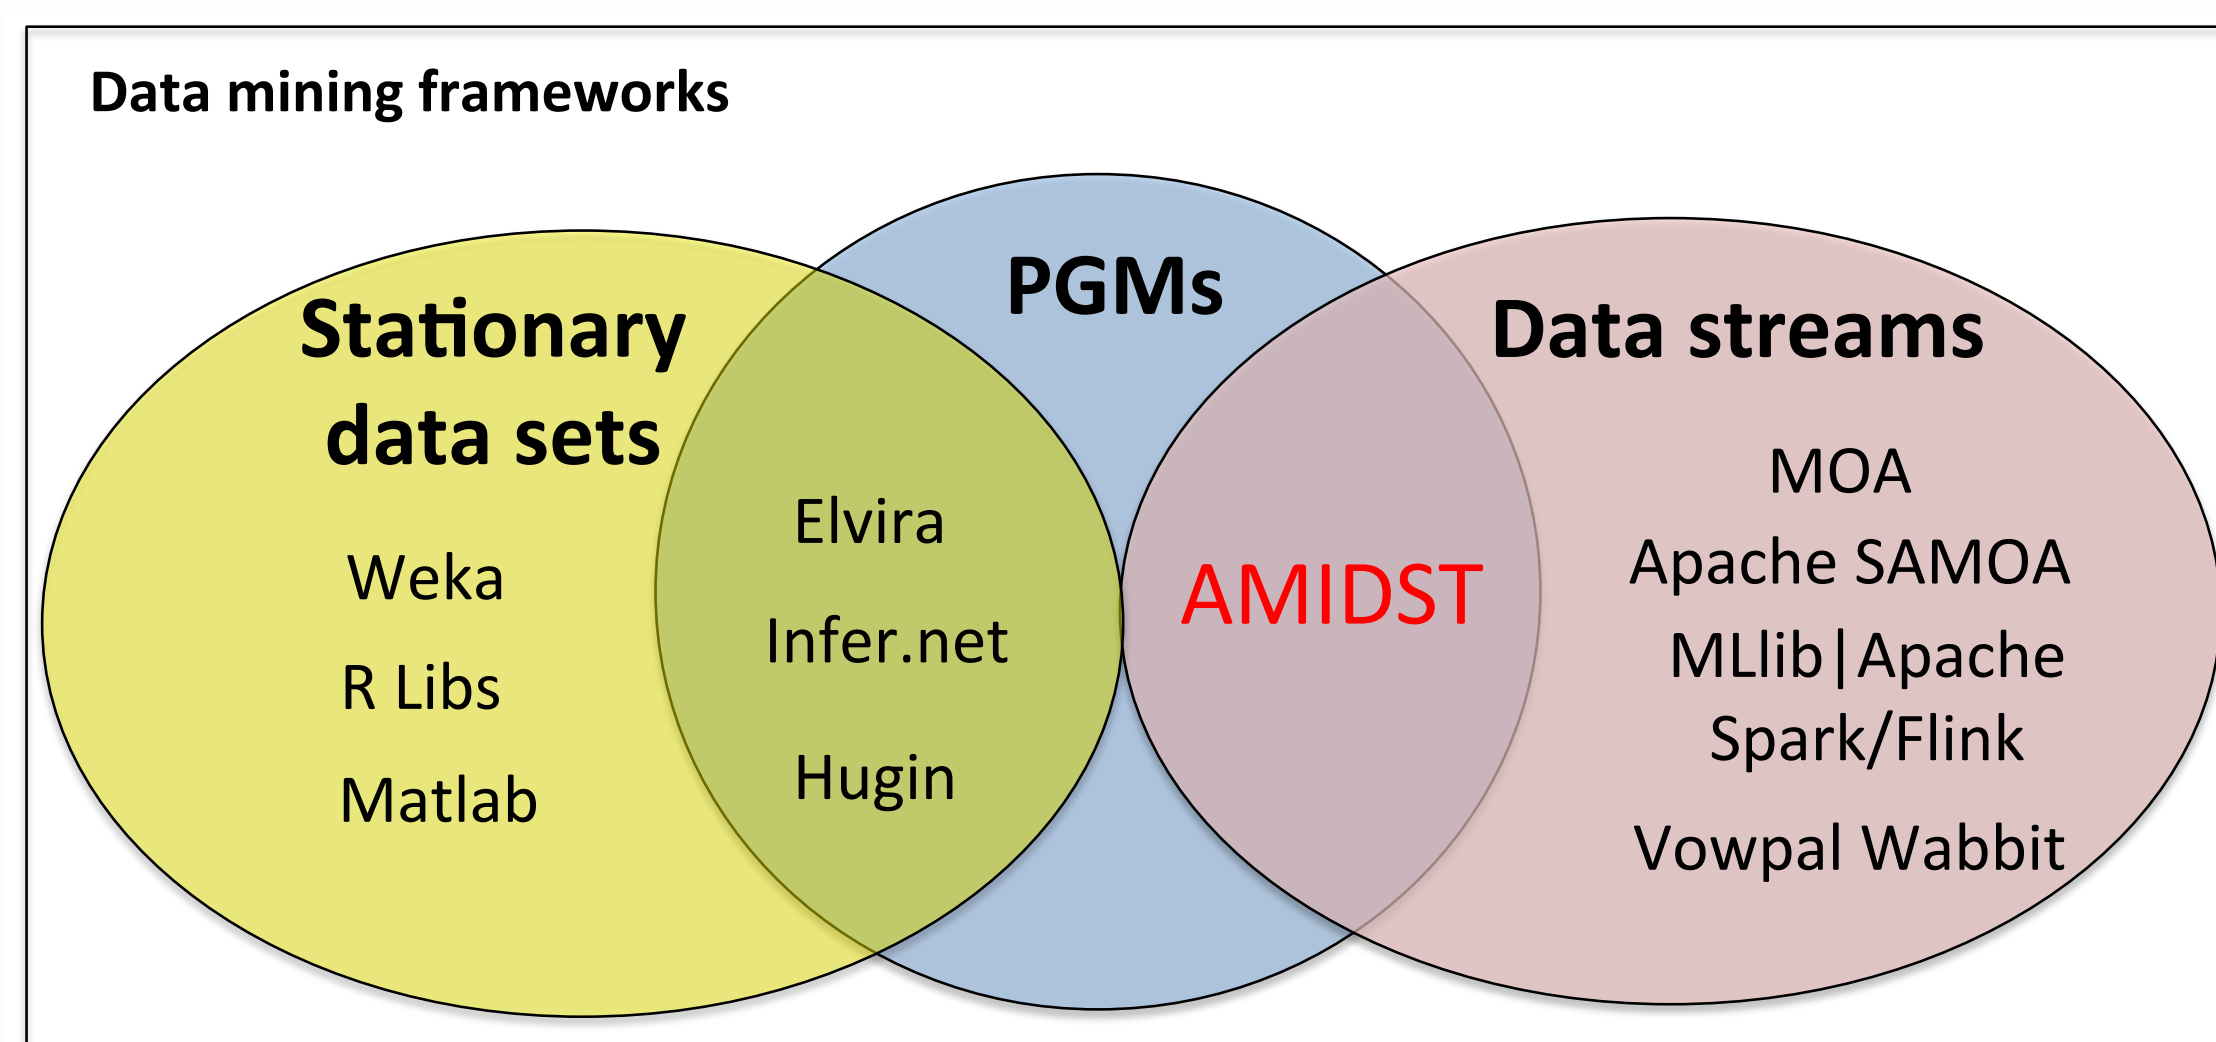 Data mining frameworks
Stationary
data sets
Weka
R Libs
Matlab
PGMs
Elvira
Infer.net
Hugin
AMIDST
Data streams
MOA
Apache SAMOA
MLlib|Apache
Spark/Flink
Vowpal Wabbit